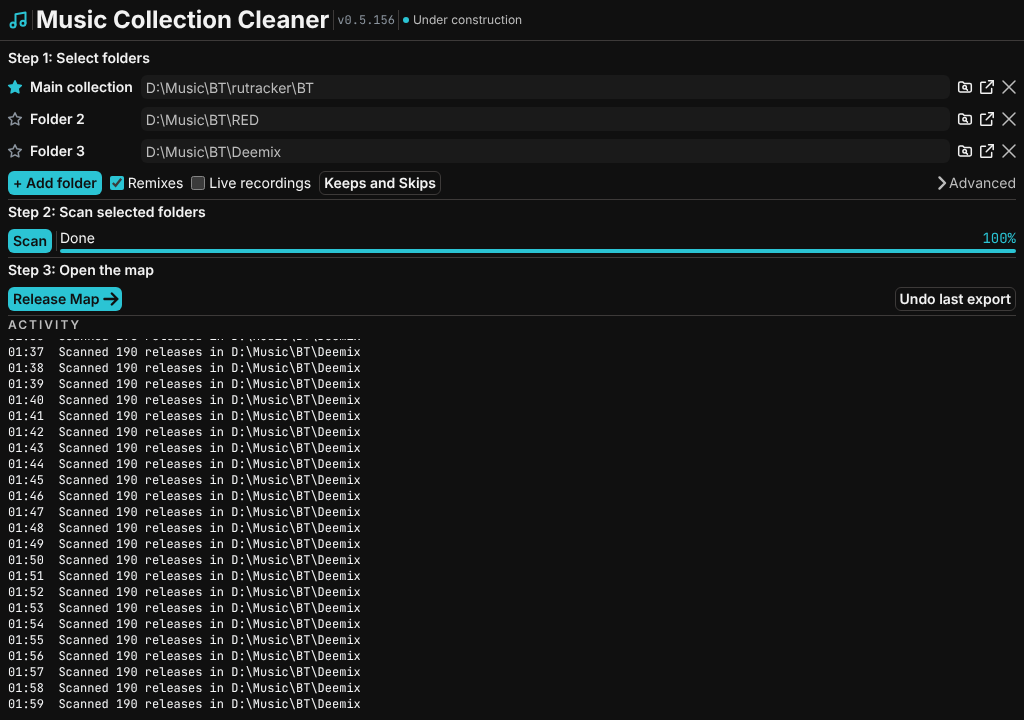 Music Collection Cleaner v0.5.156 Under construction
Step 1: Select folders
Main collection D:\Music\BT\rutracker\BT
Folder 2 D:\Music\BT\RED
Folder 3 D:\Music\BT\Deemix
+ Add folder Remixes Live recordings Keeps and Skips Advanced
Step 2: Scan selected folders
Scan Done 100%
Step 3: Open the map
Release Map Undo last export
ACTIVITY
01:37 Scanned 190 releases in D:\Music\BT\Deemix
01:38 Scanned 190 releases in D:\Music\BT\Deemix
01:39 Scanned 190 releases in D:\Music\BT\Deemix
01:40 Scanned 190 releases in D:\Music\BT\Deemix
01:41 Scanned 190 releases in D:\Music\BT\Deemix
01:42 Scanned 190 releases in D:\Music\BT\Deemix
01:43 Scanned 190 releases in D:\Music\BT\Deemix
01:44 Scanned 190 releases in D:\Music\BT\Deemix
01:45 Scanned 190 releases in D:\Music\BT\Deemix
01:46 Scanned 190 releases in D:\Music\BT\Deemix
01:47 Scanned 190 releases in D:\Music\BT\Deemix
01:48 Scanned 190 releases in D:\Music\BT\Deemix
01:49 Scanned 190 releases in D:\Music\BT\Deemix
01:50 Scanned 190 releases in D:\Music\BT\Deemix
01:51 Scanned 190 releases in D:\Music\BT\Deemix
01:52 Scanned 190 releases in D:\Music\BT\Deemix
01:53 Scanned 190 releases in D:\Music\BT\Deemix
01:54 Scanned 190 releases in D:\Music\BT\Deemix
01:55 Scanned 190 releases in D:\Music\BT\Deemix
01:56 Scanned 190 releases in D:\Music\BT\Deemix
01:57 Scanned 190 releases in D:\Music\BT\Deemix
01:58 Scanned 190 releases in D:\Music\BT\Deemix
01:59 Scanned 190 releases in D:\Music\BT\Deemix